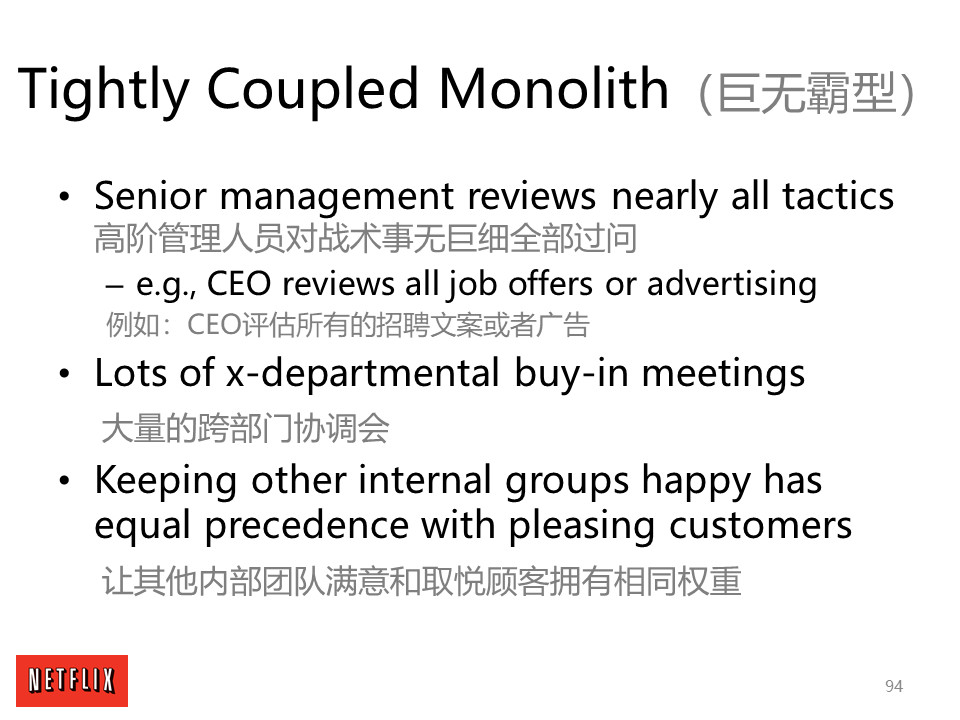 Tightly Coupled Monolith（巨无霸型）
• Senior management reviews nearly all tactics
高阶管理人员对战术事无巨细全部过问
– e.g., CEO reviews all job offers or advertising
例如：CEO评估所有的招聘文案或者广告
• Lots of x-departmental buy-in meetings
大量的跨部门协调会
• Keeping other internal groups happy has
equal precedence with pleasing customers
让其他内部团队满意和取悦顾客拥有相同权重
NETFLIX
94